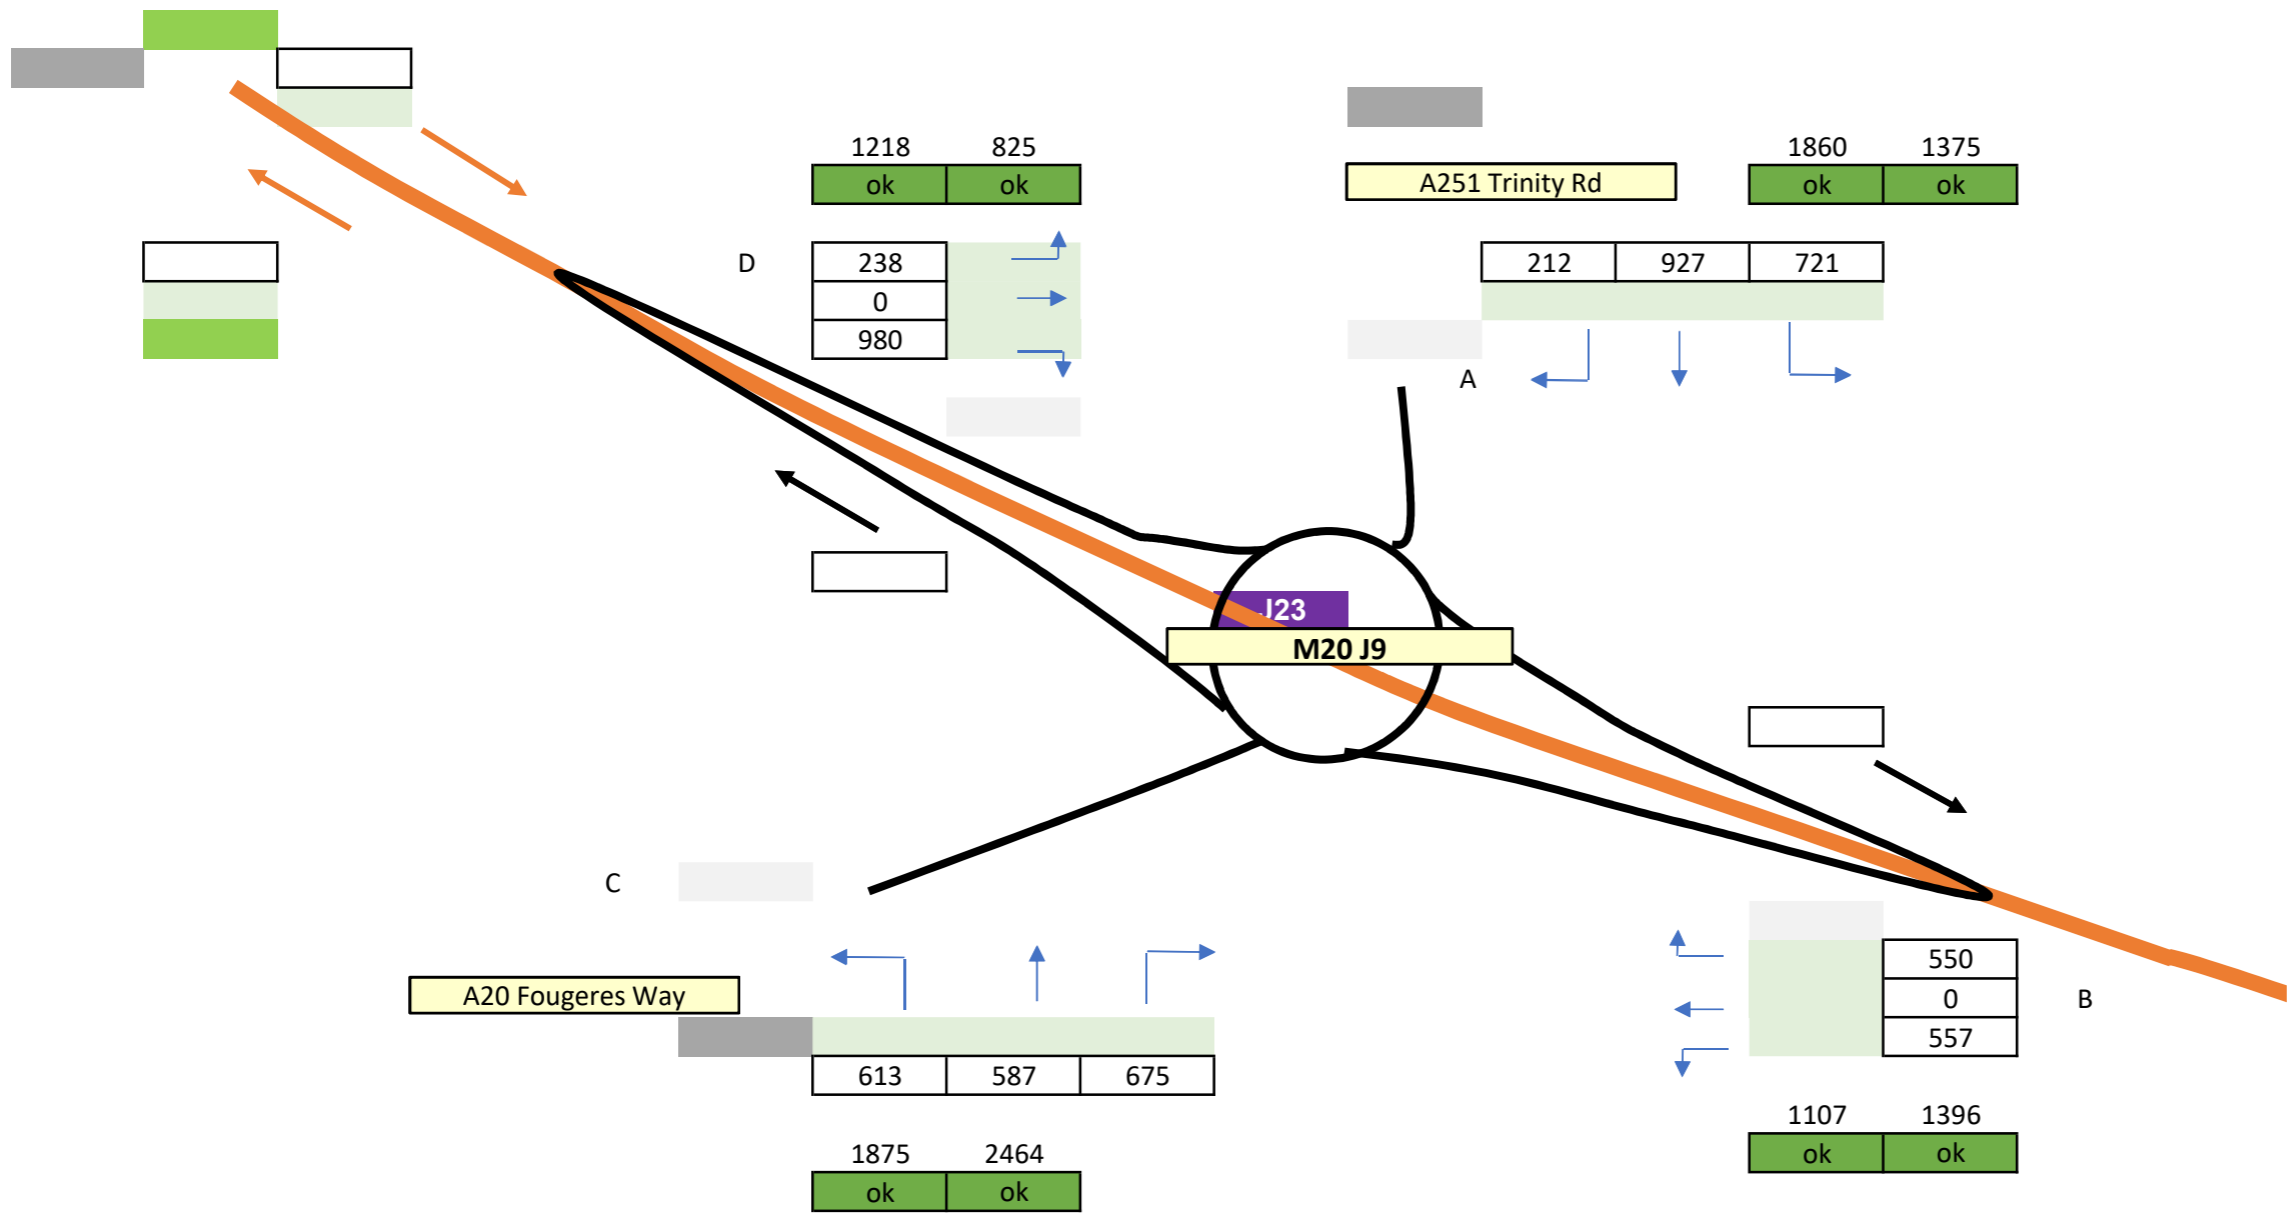 1218 825
ok ok
A251 Trinity Rd
1860 1375
ok ok
D
238
0
980
212 927 721
A
J23
M20 J9
C
A20 Fougeres Way
613 587 675
1875 2464
ok ok
550
0
557
B
1107 1396
ok ok